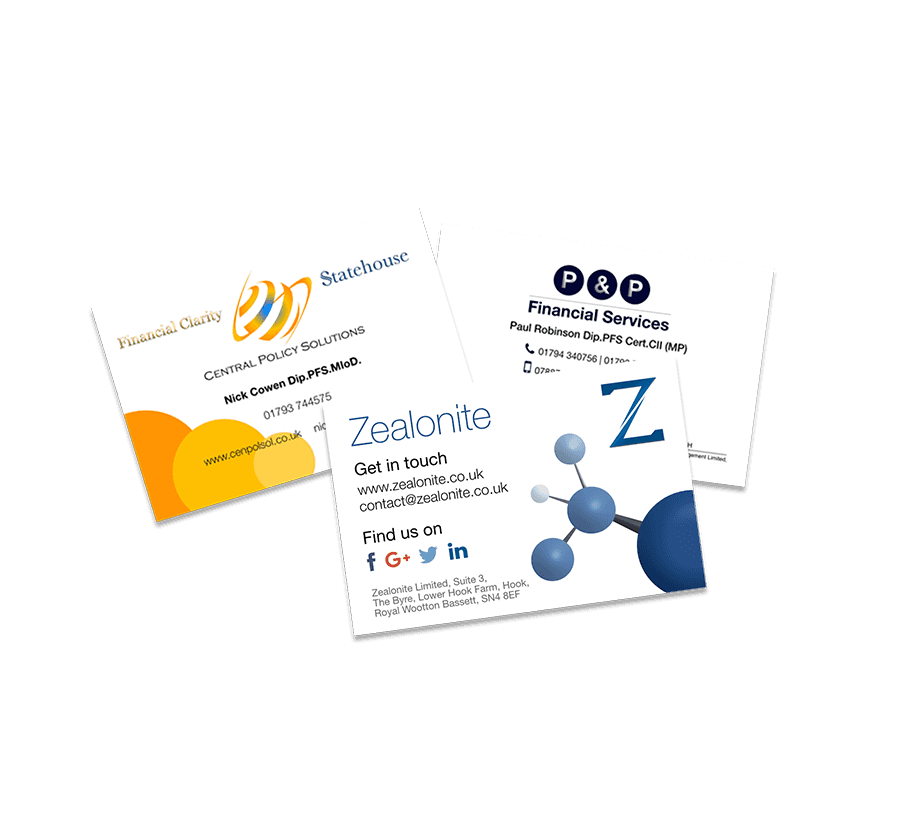 Financial Clarity
Statehouse
CENTRAL POLICY SOLUTIONS
Nick Cowen Dip.PFS.MIoD.
01793 744575
www.cenpolsol.co.uk
P & P
Financial Services
Paul Robinson Dip.PFS Cert.CII (MP)
01794 340756 |
Zealonite
Z
Get in touch
www.zealonite.co.uk
contact@zealonite.co.uk
Find us on
f G+ in
Zealonite Limited, Suite 3,
The Byre, Lower Hook Farm, Hook,
Royal Wootton Bassett, SN4 8EF